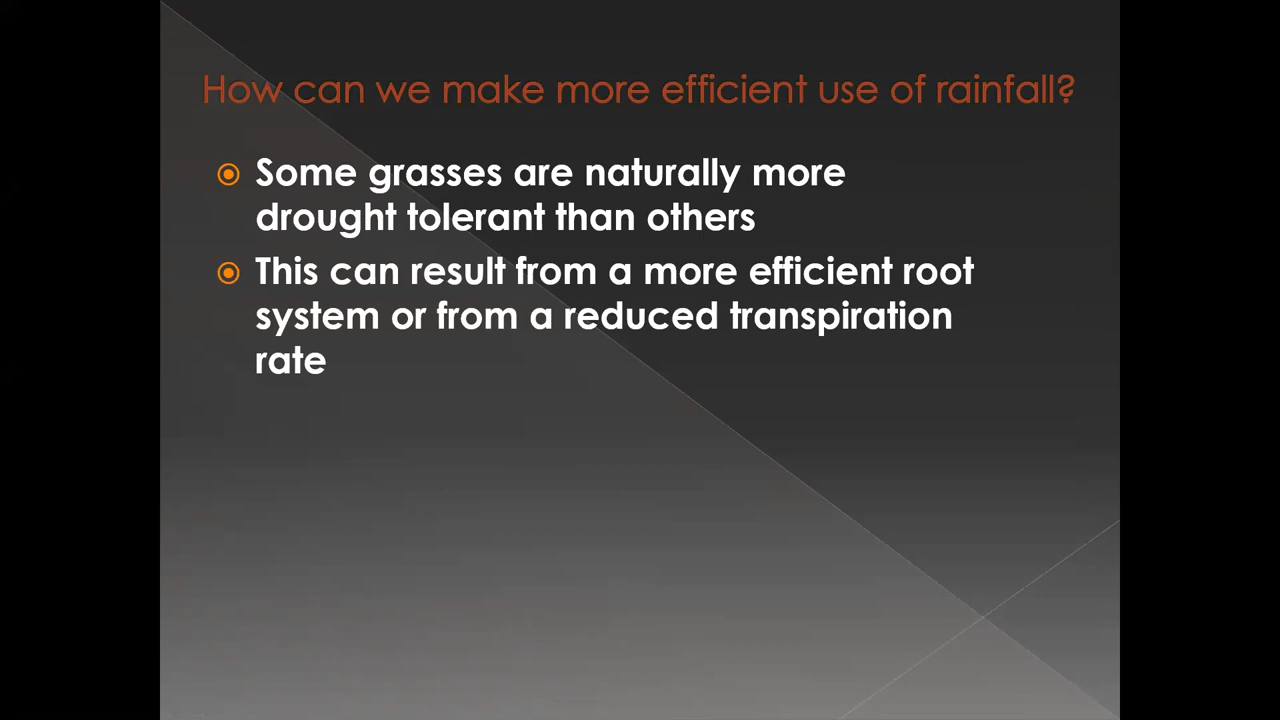 How can we make more efficient use of rainfall?
Some grasses are naturally more
drought tolerant than others
This can result from a more efficient root
system or from a reduced transpiration
rate